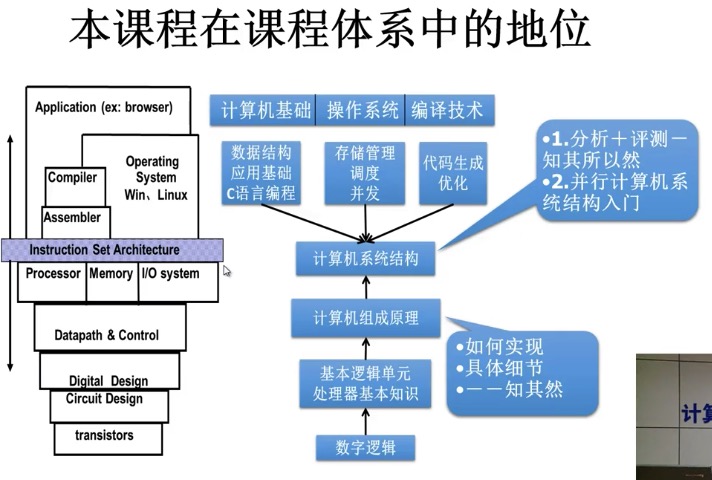 本课程在课程体系中的地位
Application (ex: browser)
Operating
System
Win、Linux
Compiler
Assembler
Instruction Set Architecture
Processor
Memory
I/O system
Datapath & Control
Digital Design
Circuit Design
transistors
计算机基础
操作系统
编译技术
数据结构
应用基础
C语言编程
存储管理
调度
并发
代码生成
优化
计算机系统结构
计算机组成原理
基本逻辑单元
处理器基本知识
数字逻辑
•1.分析＋评测－
知其所以然
•2.并行计算机系
统结构入门
•如何实现
•具体细节
•－－知其然